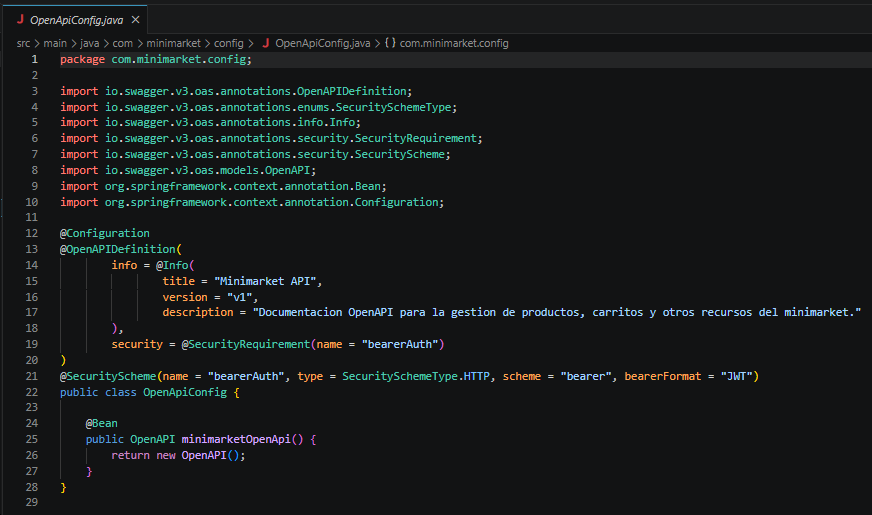 J OpenApiConfig.java ×
src > main > java > com > minimarket > config > J OpenApiConfig.java > {} com.minimarket.config
1 package com.minimarket.config;
2
3 import io.swagger.v3.oas.annotations.OpenAPIDefinition;
4 import io.swagger.v3.oas.annotations.enums.SecuritySchemeType;
5 import io.swagger.v3.oas.annotations.info.Info;
6 import io.swagger.v3.oas.annotations.security.SecurityRequirement;
7 import io.swagger.v3.oas.annotations.security.SecurityScheme;
8 import io.swagger.v3.oas.models.OpenAPI;
9 import org.springframework.context.annotation.Bean;
10 import org.springframework.context.annotation.Configuration;
11
12 @Configuration
13 @OpenAPIDefinition(
14         info = @Info(
15                 title = "Minimarket API",
16                 version = "v1",
17                 description = "Documentacion OpenAPI para la gestion de productos, carritos y otros recursos del minimarket."
18         ),
19         security = @SecurityRequirement(name = "bearerAuth")
20 )
21 @SecurityScheme(name = "bearerAuth", type = SecuritySchemeType.HTTP, scheme = "bearer", bearerFormat = "JWT")
22 public class OpenApiConfig {
23
24     @Bean
25     public OpenAPI minimarketOpenApi() {
26         return new OpenAPI();
27     }
28 }
29